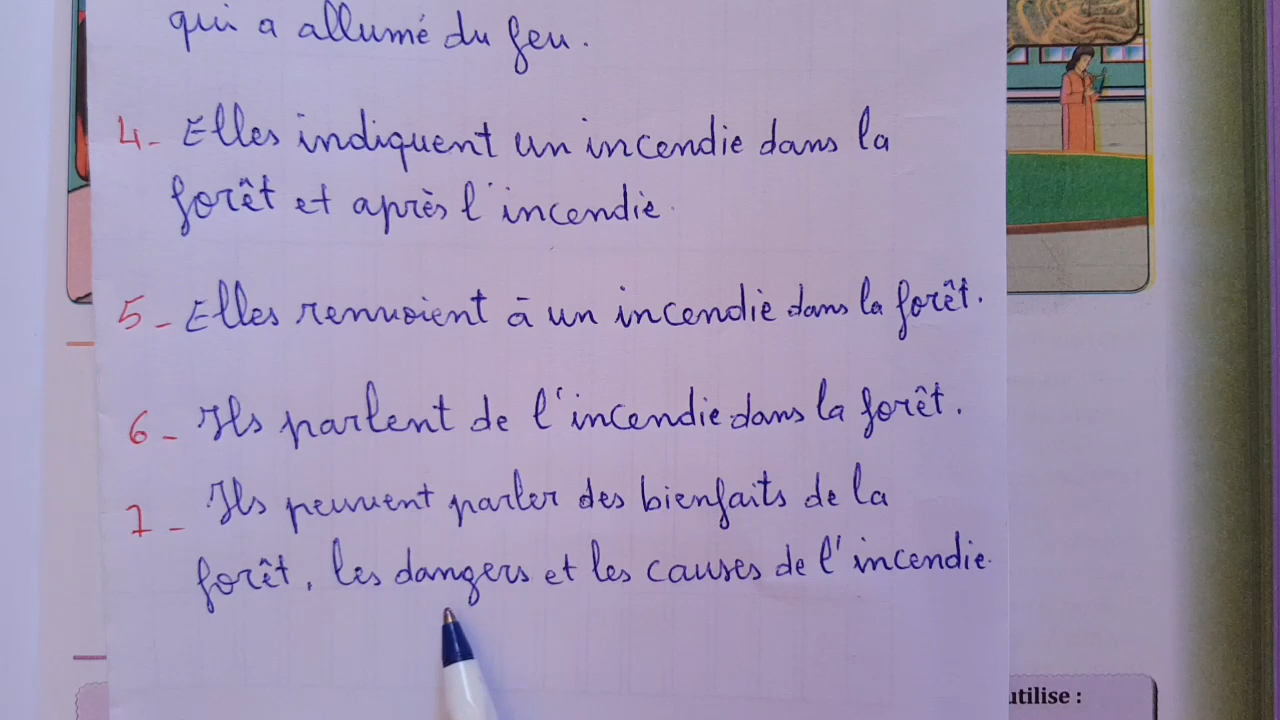 qui a allumé du feu.
4- Elles indiquent un incendie dans la
forêt et après l'incendie.
5- Elles renvoient à un incendie dans la forêt.
6- Ils parlent de l'incendie dans la forêt.
7- Ils peuvent parler des bienfaits de la
forêt, les dangers et les causes de l'incendie.
utilise :